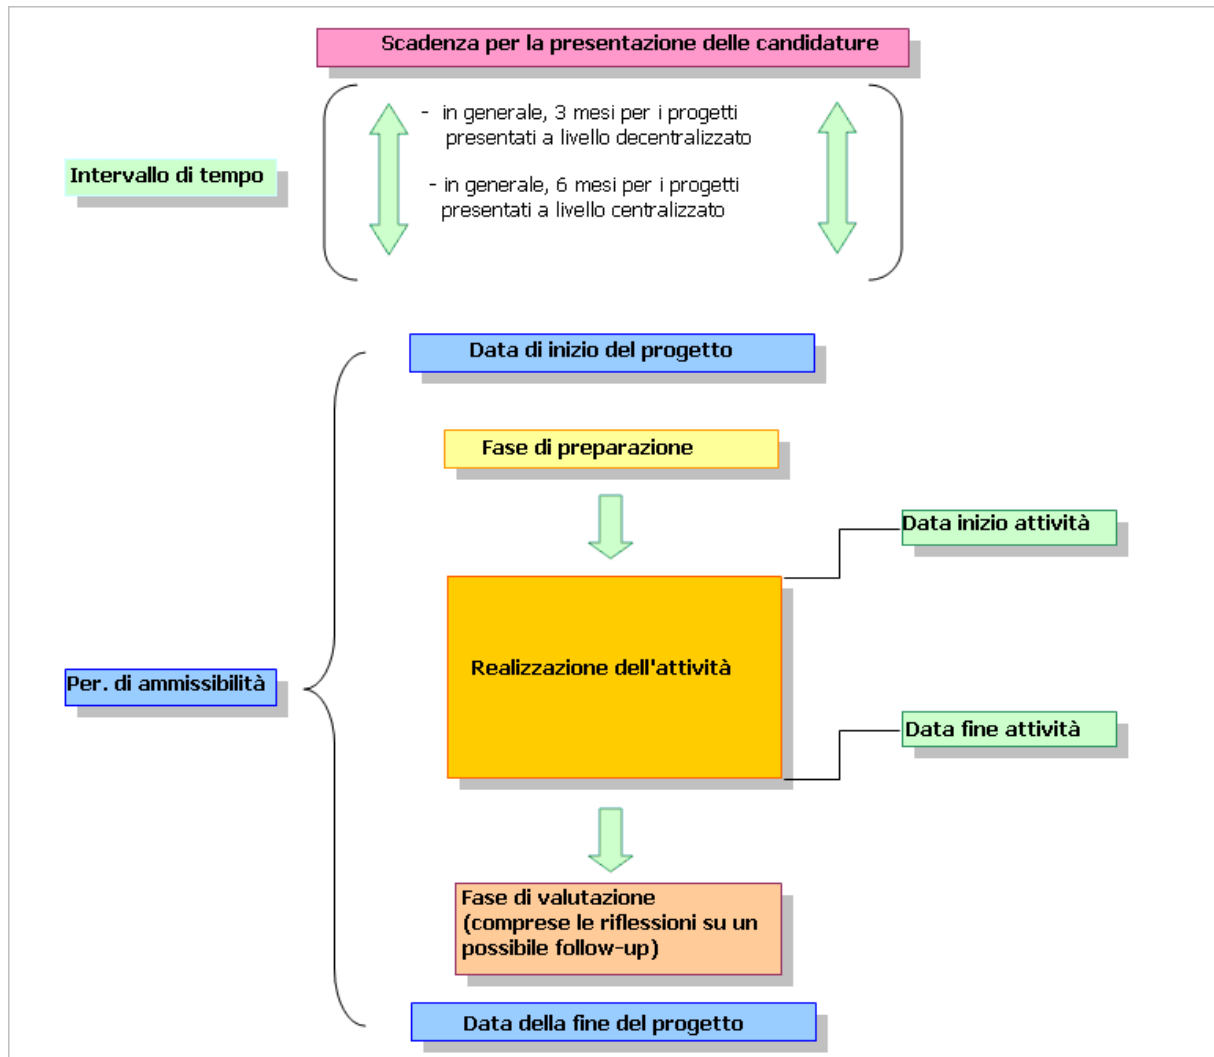 Scadenza per la presentazione delle candidature
- in generale, 3 mesi per i progetti
presentati a livello decentralizzato
Intervallo di tempo
- in generale, 6 mesi per i progetti
presentati a livello centralizzato
Data di inizio del progetto
Fase di preparazione
Data inizio attività
Realizzazione dell'attività
Per. di ammissibilità
Data fine attività
Fase di valutazione
(comprese le riflessioni su un
possibile follow-up)
Data della fine del progetto